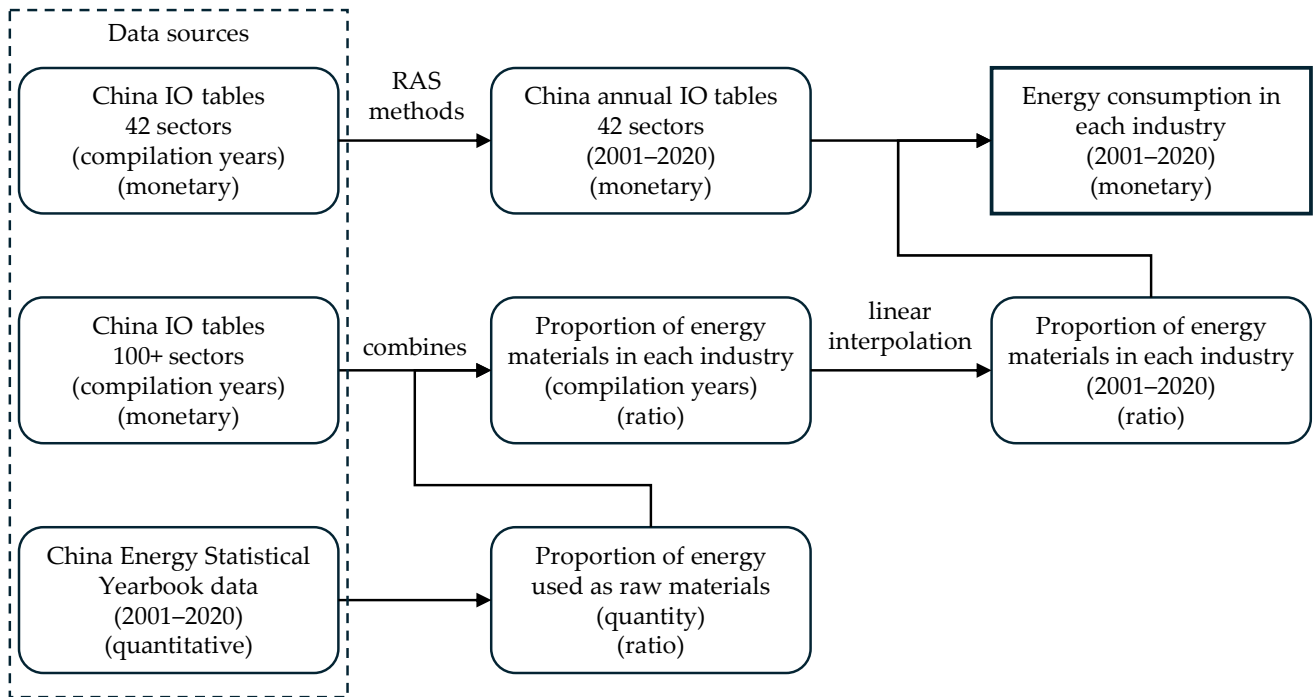 Data sources
China IO tables
42 sectors
(compilation years)
(monetary)
RAS
methods
China annual IO tables
42 sectors
(2001–2020)
(monetary)
Energy consumption in
each industry
(2001–2020)
(monetary)
China IO tables
100+ sectors
(compilation years)
(monetary)
combines
Proportion of energy
materials in each industry
(compilation years)
(ratio)
linear
interpolation
Proportion of energy
materials in each industry
(2001–2020)
(ratio)
China Energy Statistical
Yearbook data
(2001–2020)
(quantitative)
Proportion of energy
used as raw materials
(quantity)
(ratio)